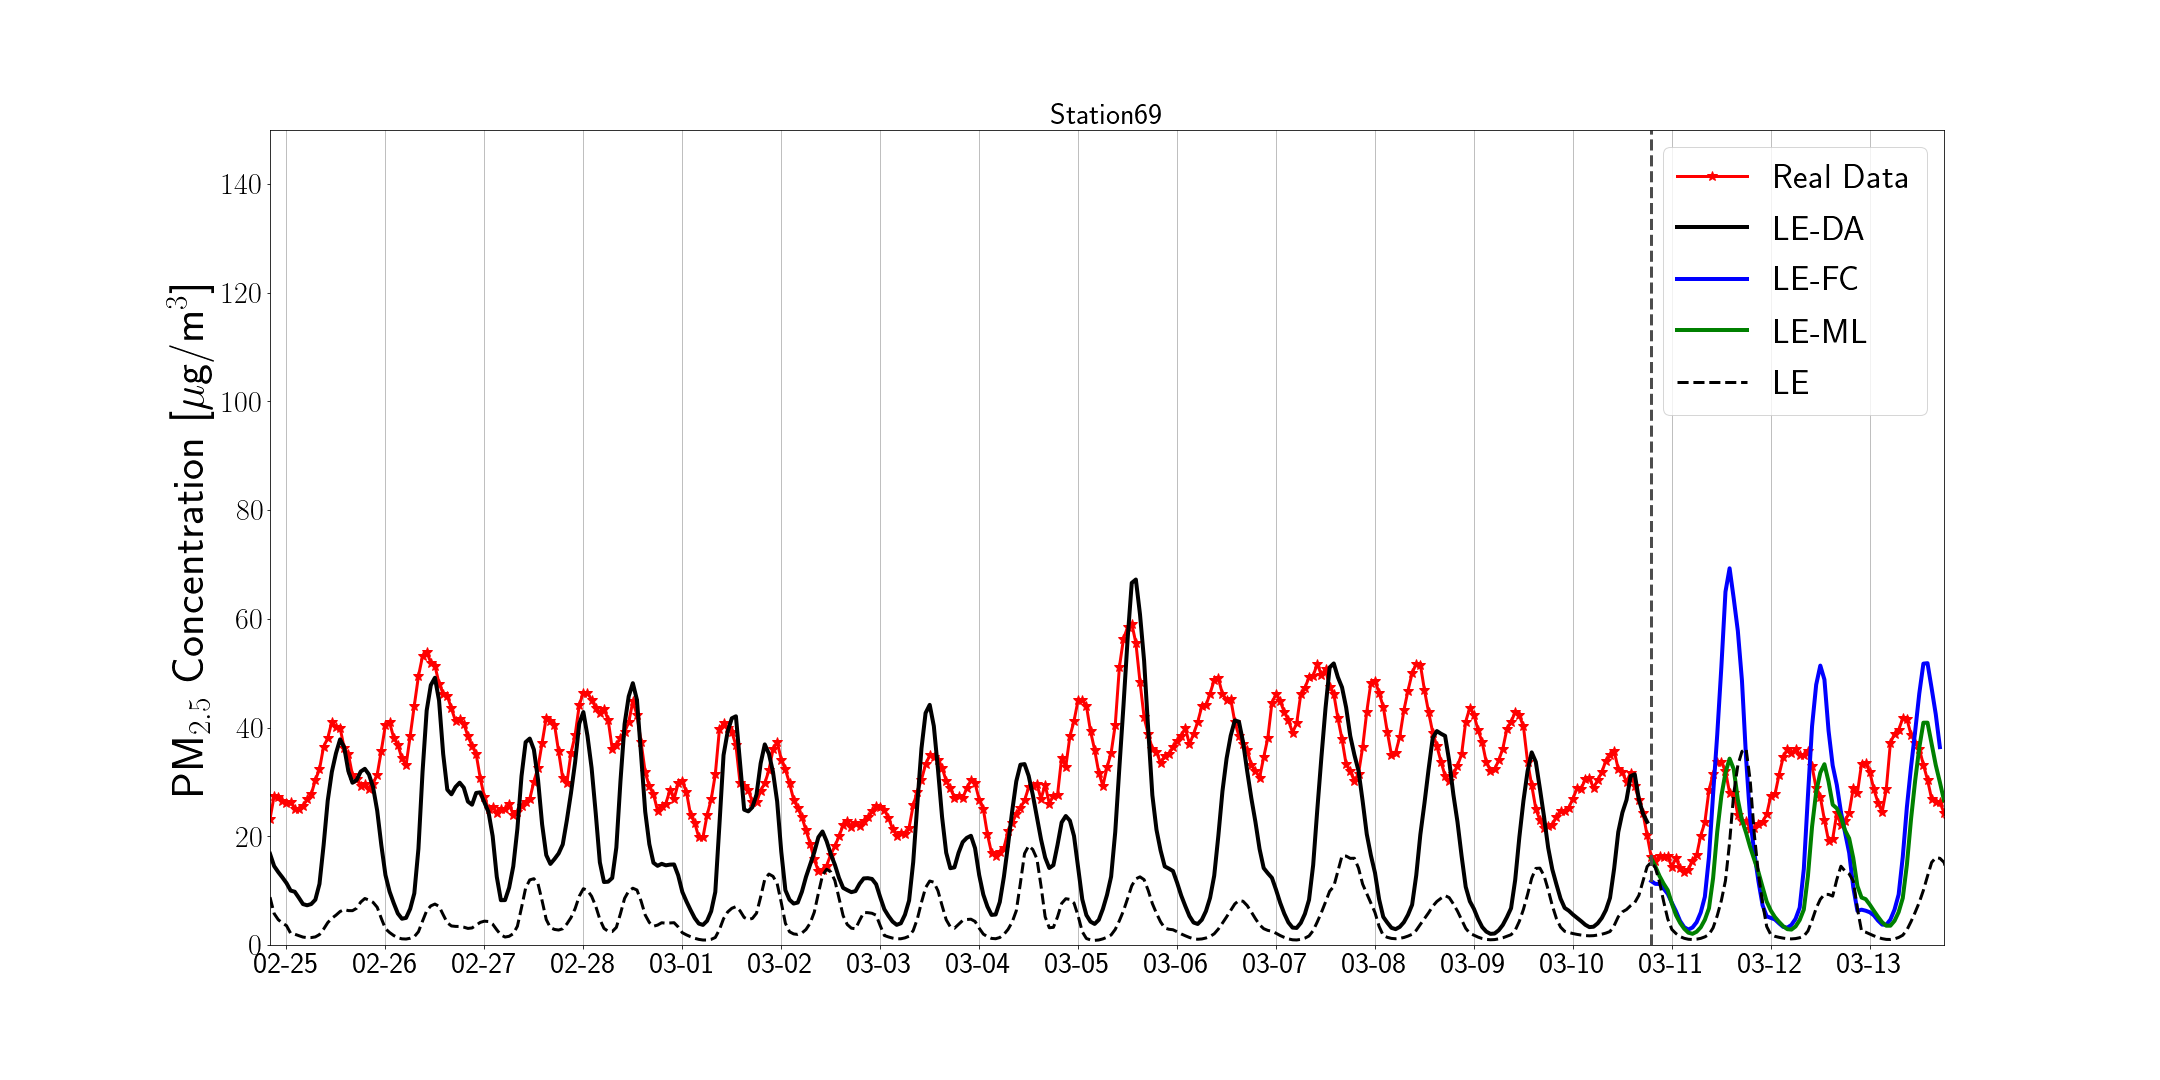 Station69
PM2.5 Concentration [μg/m³]
140
120
100
80
60
40
20
0
02-25 02-26 02-27 02-28 03-01 03-02 03-03 03-04 03-05 03-06 03-07 03-08 03-09 03-10 03-11 03-12 03-13
Real Data
LE-DA
LE-FC
LE-ML
LE